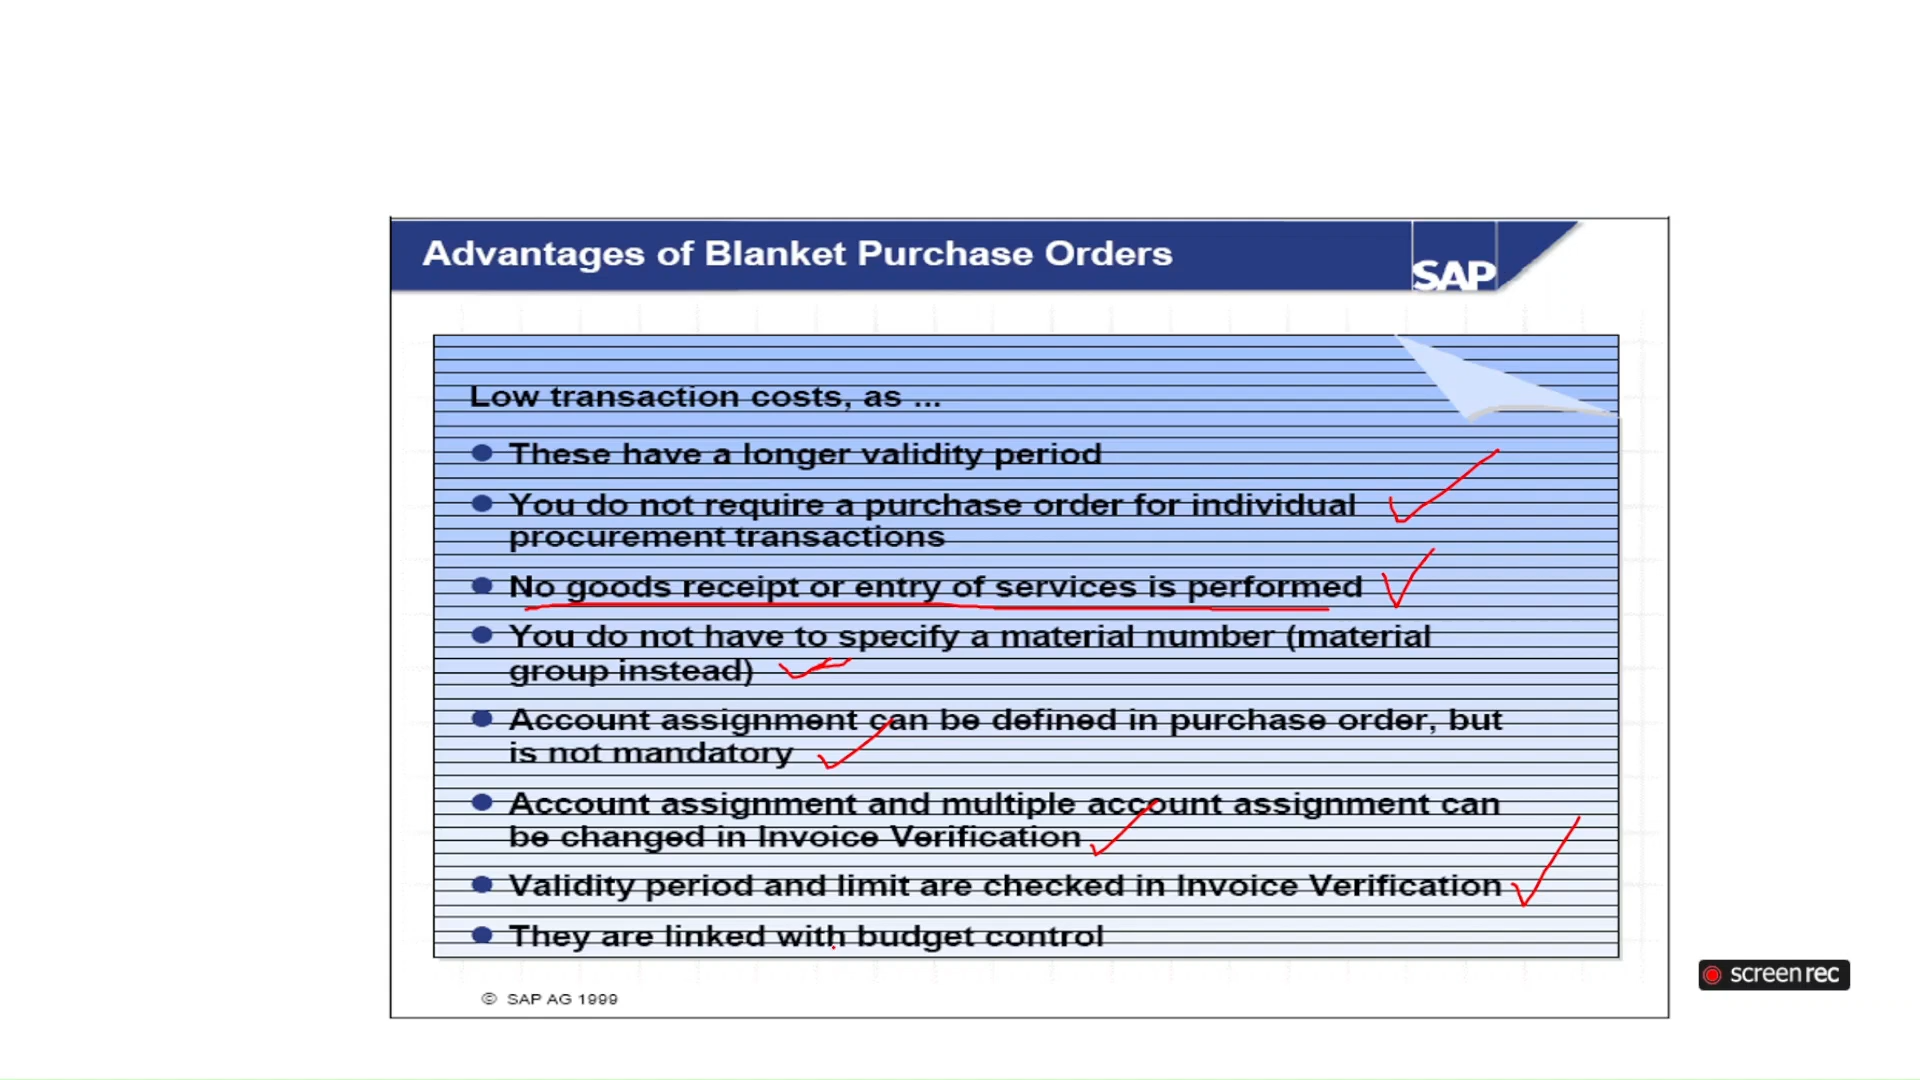 Advantages of Blanket Purchase Orders
SAP
Low transaction costs, as ...
These have a longer validity period
You do not require a purchase order for individual
procurement transactions
No goods receipt or entry of services is performed
You do not have to specify a material number (material
group instead)
Account assignment can be defined in purchase order, but
is not mandatory
Account assignment and multiple account assignment can
be changed in Invoice Verification
Validity period and limit are checked in Invoice Verification
They are linked with budget control
© SAP AG 1999
screenrec